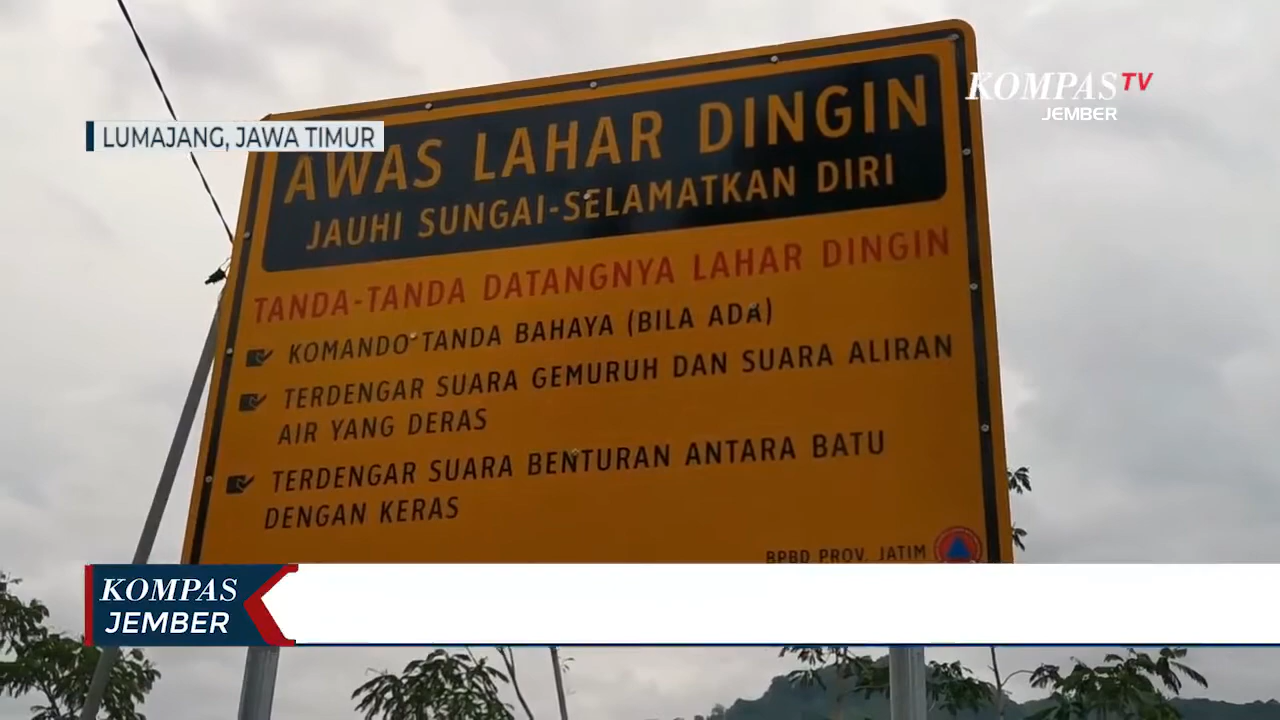 KOMPAS TV
JEMBER
LUMAJANG, JAWA TIMUR
AWAS LAHAR DINGIN
JAUHI SUNGAI-SELAMATKAN DIRI
TANDA-TANDA DATANGNYA LAHAR DINGIN
KOMANDO TANDA BAHAYA (BILA ADA)
TERDENGAR SUARA GEMURUH DAN SUARA ALIRAN
AIR YANG DERAS
TERDENGAR SUARA BENTURAN ANTARA BATU
DENGAN KERAS
BPBD PROV. JATIM
KOMPAS
JEMBER